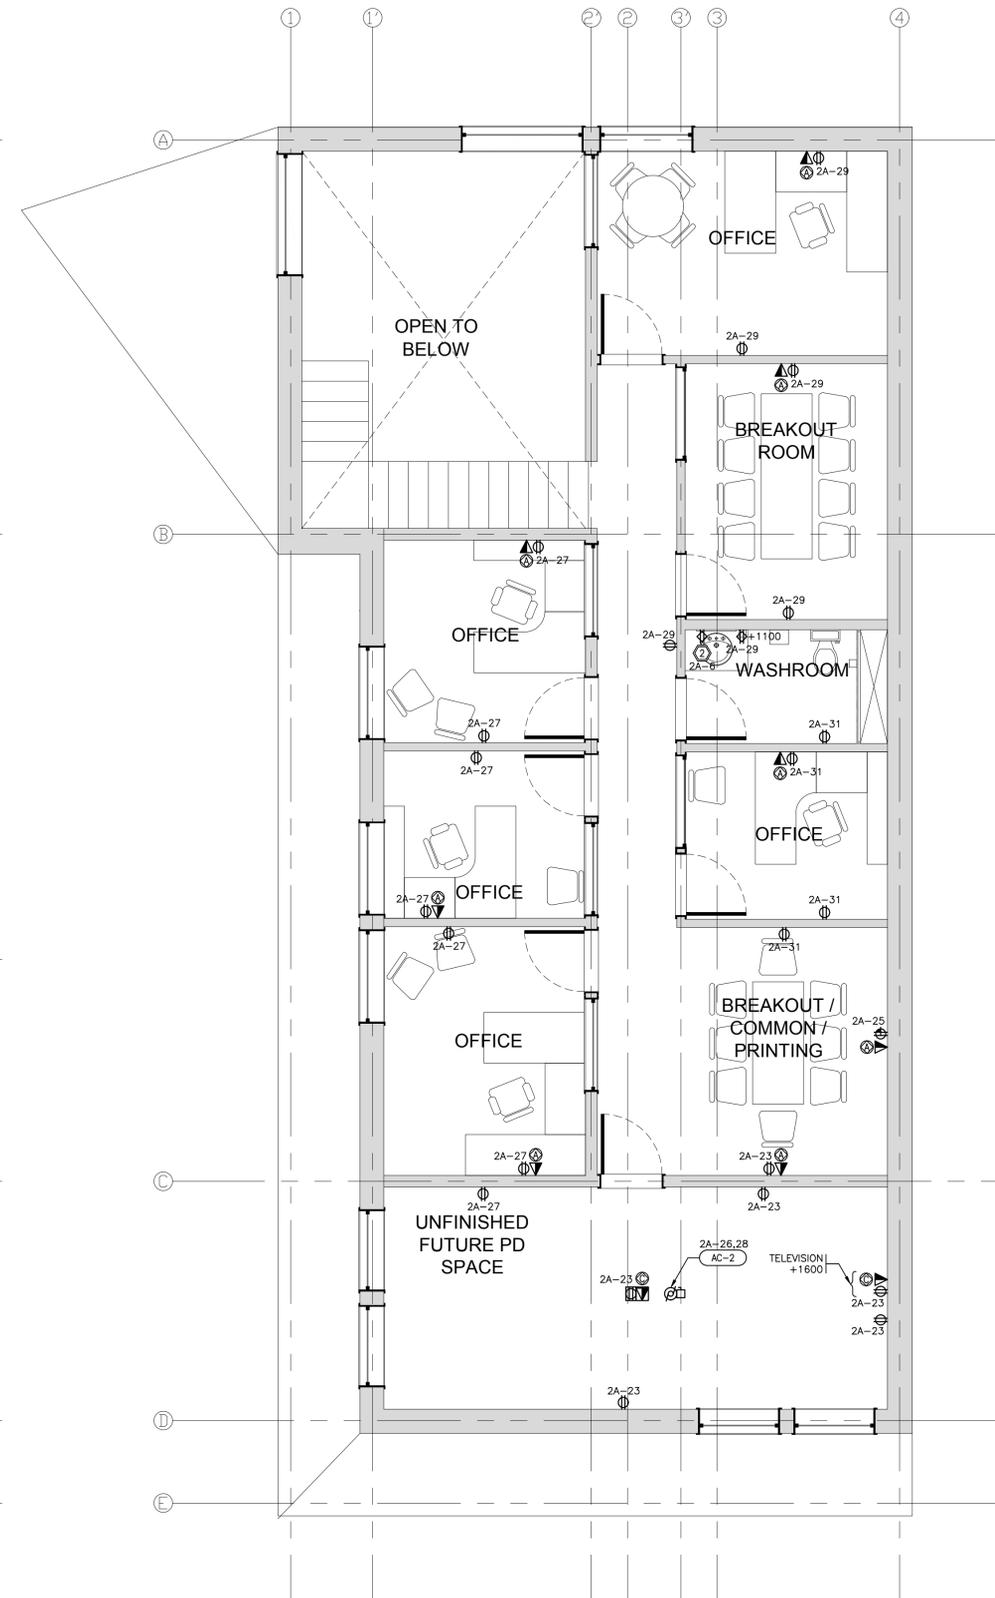 1 1' 2' 2 3' 3 4
A
2A-29
OFFICE
OPEN TO
BELOW
2A-29
2A-29
BREAKOUT
ROOM
B
2A-27
2A-29
OFFICE
2A-29
+1100
2A-29
2
2A-6
WASHROOM
2A-27
2A-31
2A-27
2A-31
OFFICE
2A-27
OFFICE
2A-31
2A-27
2A-31
BREAKOUT /
COMMON /
PRINTING
2A-25
OFFICE
2A-27
2A-23
C
2A-27
2A-23
UNFINISHED
FUTURE PD
SPACE
2A-26,28
AC-2
TELEVISION
+1600
2A-23
2A-23
2A-23
2A-23
D
E
A
A
A
A
A
A
A
A
C
C